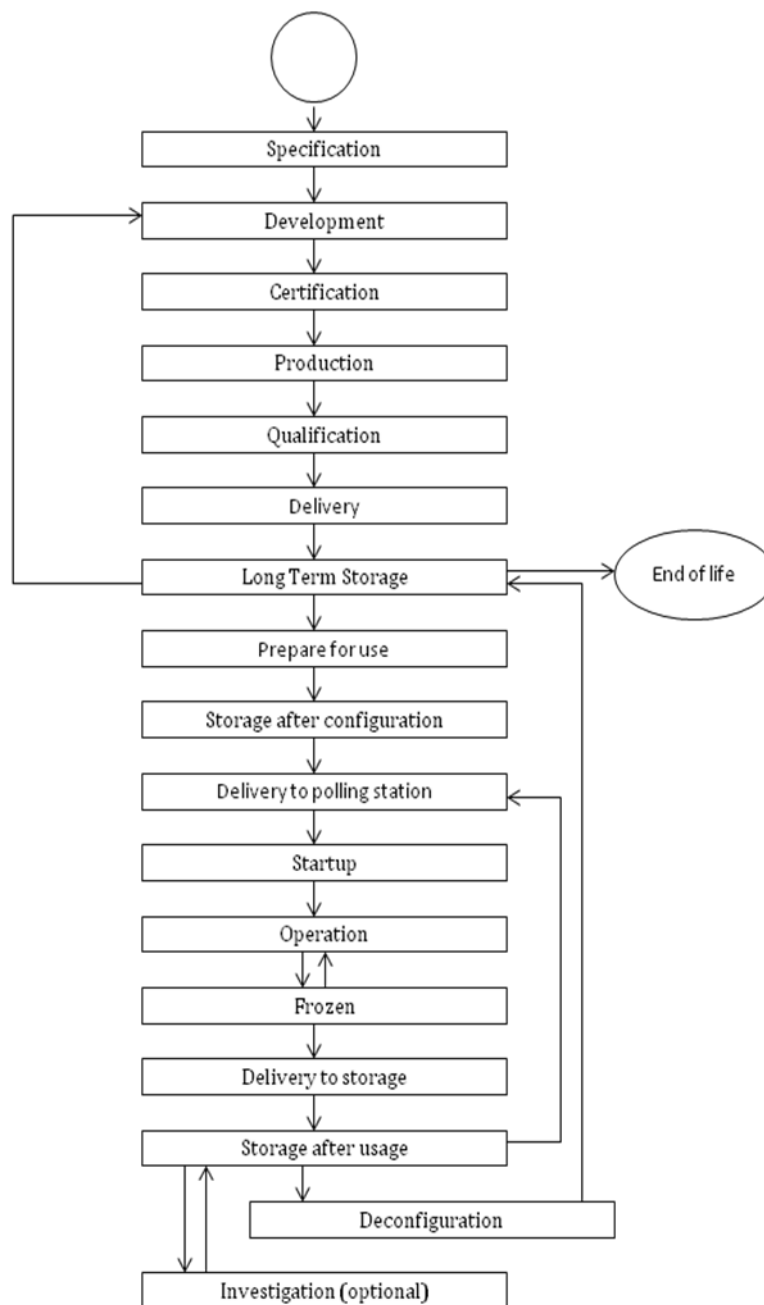 Specification
Development
Certification
Production
Qualification
Delivery
Long Term Storage
End of life
Prepare for use
Storage after configuration
Delivery to polling station
Startup
Operation
Frozen
Delivery to storage
Storage after usage
Deconfiguration
Investigation (optional)